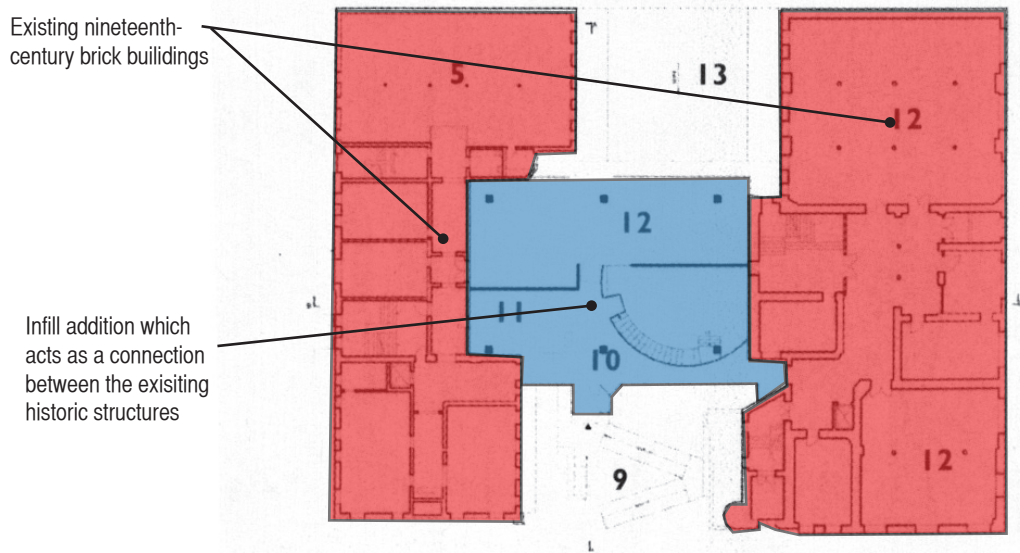 Existing nineteenth-
century brick builidings
5
13
12
12
Infill addition which
acts as a connection
between the exisiting
historic structures
11
10
9
12